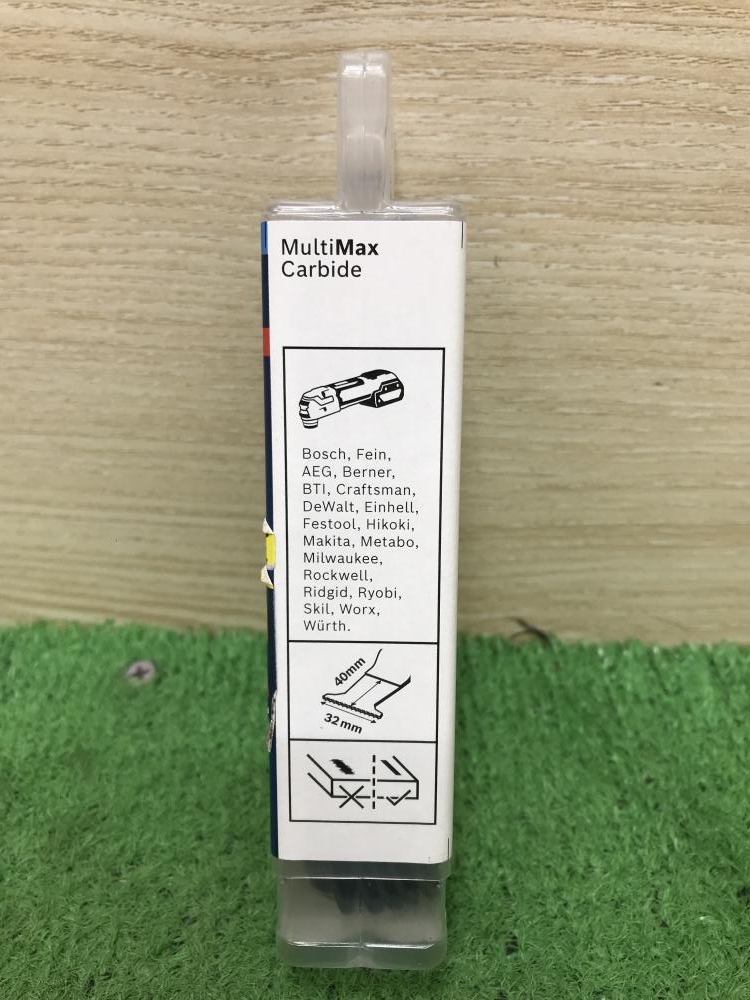 MultiMax
Carbide
Bosch, Fein,
AEG, Berner,
BTI, Craftsman,
DeWalt, Einhell,
Festool, Hikoki,
Makita, Metabo,
Milwaukee,
Rockwell,
Ridgid, Ryobi,
Skil, Worx,
Würth.
40mm
32mm